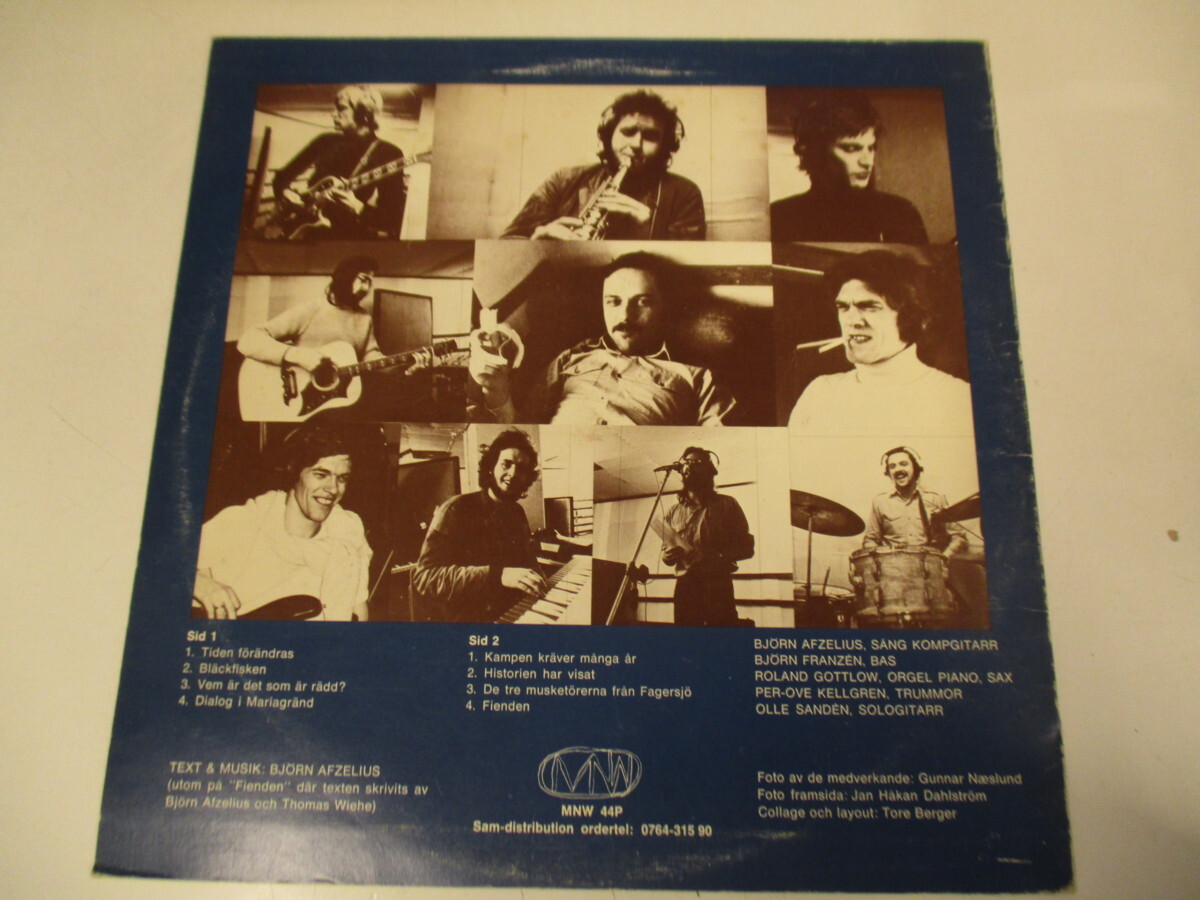 Sid 1
1. Tiden förändras
2. Bläckfisken
3. Vem är det som är rädd?
4. Dialog i Mariagränd
Sid 2
1. Kampen kräver många år
2. Historien har visat
3. De tre musketörerna från Fagersjö
4. Fienden
BJÖRN AFZELIUS, SÅNG KOMPGITARR
BJÖRN FRANZÉN, BAS
ROLAND GOTTLOW, ORGEL PIANO, SAX
PER-OVE KELLGREN, TRUMMOR
OLLE SANDÉN, SOLOGITARR
TEXT & MUSIK: BJÖRN AFZELIUS
(utom på "Fienden" där texten skrivits av
Björn Afzelius och Thomas Wiehe)
MNW
MNW 44P
Sam-distribution ordertel: 0764-315 90
Foto av de medverkande: Gunnar Næslund
Foto framsida: Jan Håkan Dahlström
Collage och layout: Tore Berger